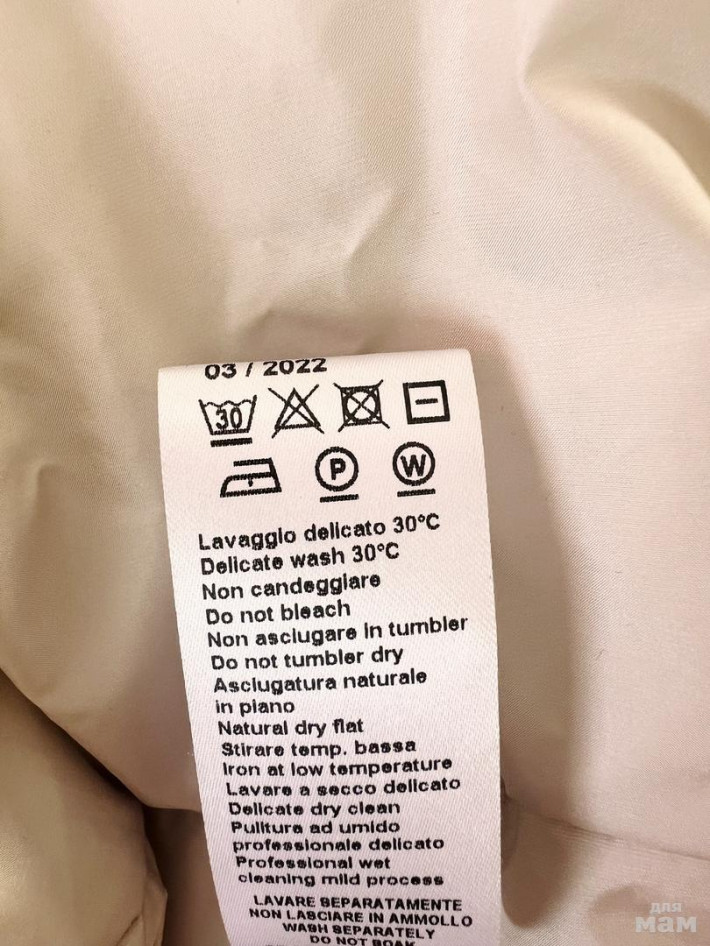 03 / 2022
30
P
W
Lavaggio delicato 30°C
Delicate wash 30°C
Non candeggiare
Do not bleach
Non asciugare in tumbler
Do not tumbler dry
Asciugatura naturale
in piano
Natural dry flat
Stirare temp. bassa
Iron at low temperature
Lavare a secco delicato
Delicate dry clean
Pulitura ad umido
professionale delicato
Professional wet
cleaning mild process
LAVARE SEPARATAMENTE
NON LASCIARE IN AMMOLLO
WASH SEPARATELY
DO NOT SOAK
для
мам